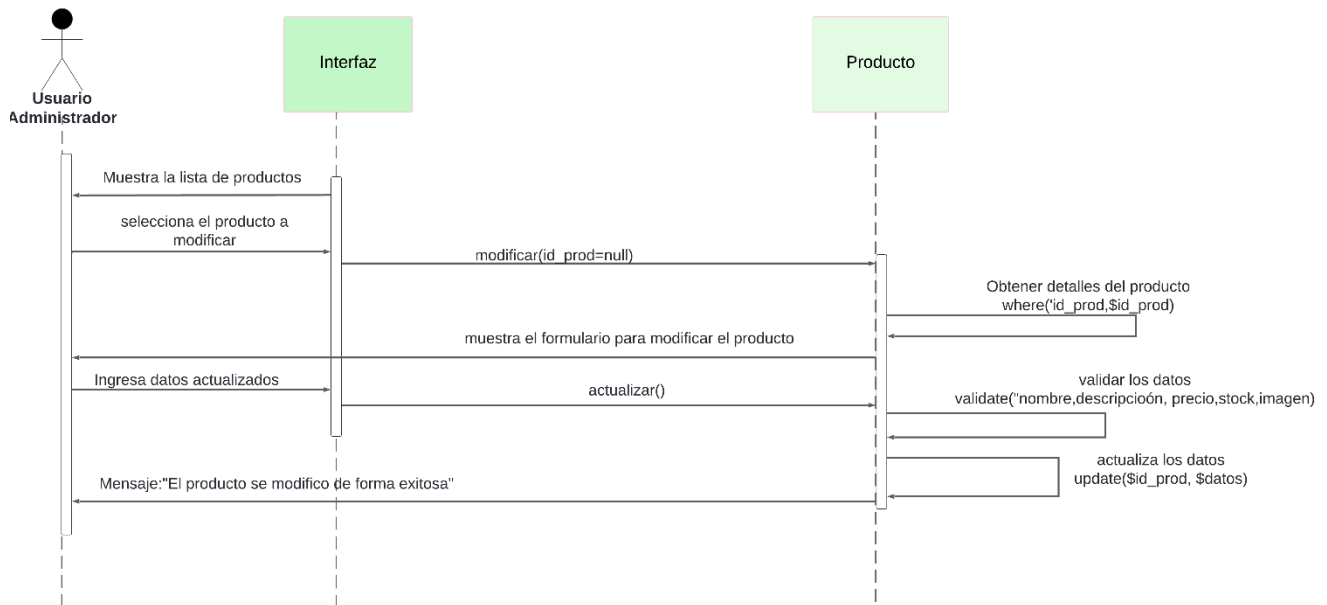 Usuario
Administrador
Interfaz
Producto
Muestra la lista de productos
selecciona el producto a
modificar
modificar(id_prod=null)
Obtener detalles del producto
where('id_prod,$id_prod)
muestra el formulario para modificar el producto
Ingresa datos actualizados
actualizar()
validar los datos
validate("nombre,descripcioón, precio,stock,imagen)
actualiza los datos
update($id_prod, $datos)
Mensaje:"El producto se modifico de forma exitosa"